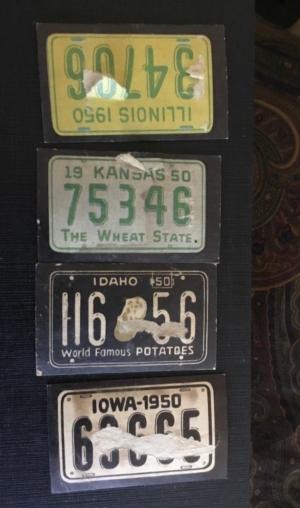 ILLINOIS 1950
34706
19 KANSAS 50
75346
THE WHEAT STATE.
IDAHO 50
116 56
World Famous POTATOES
IOWA-1950